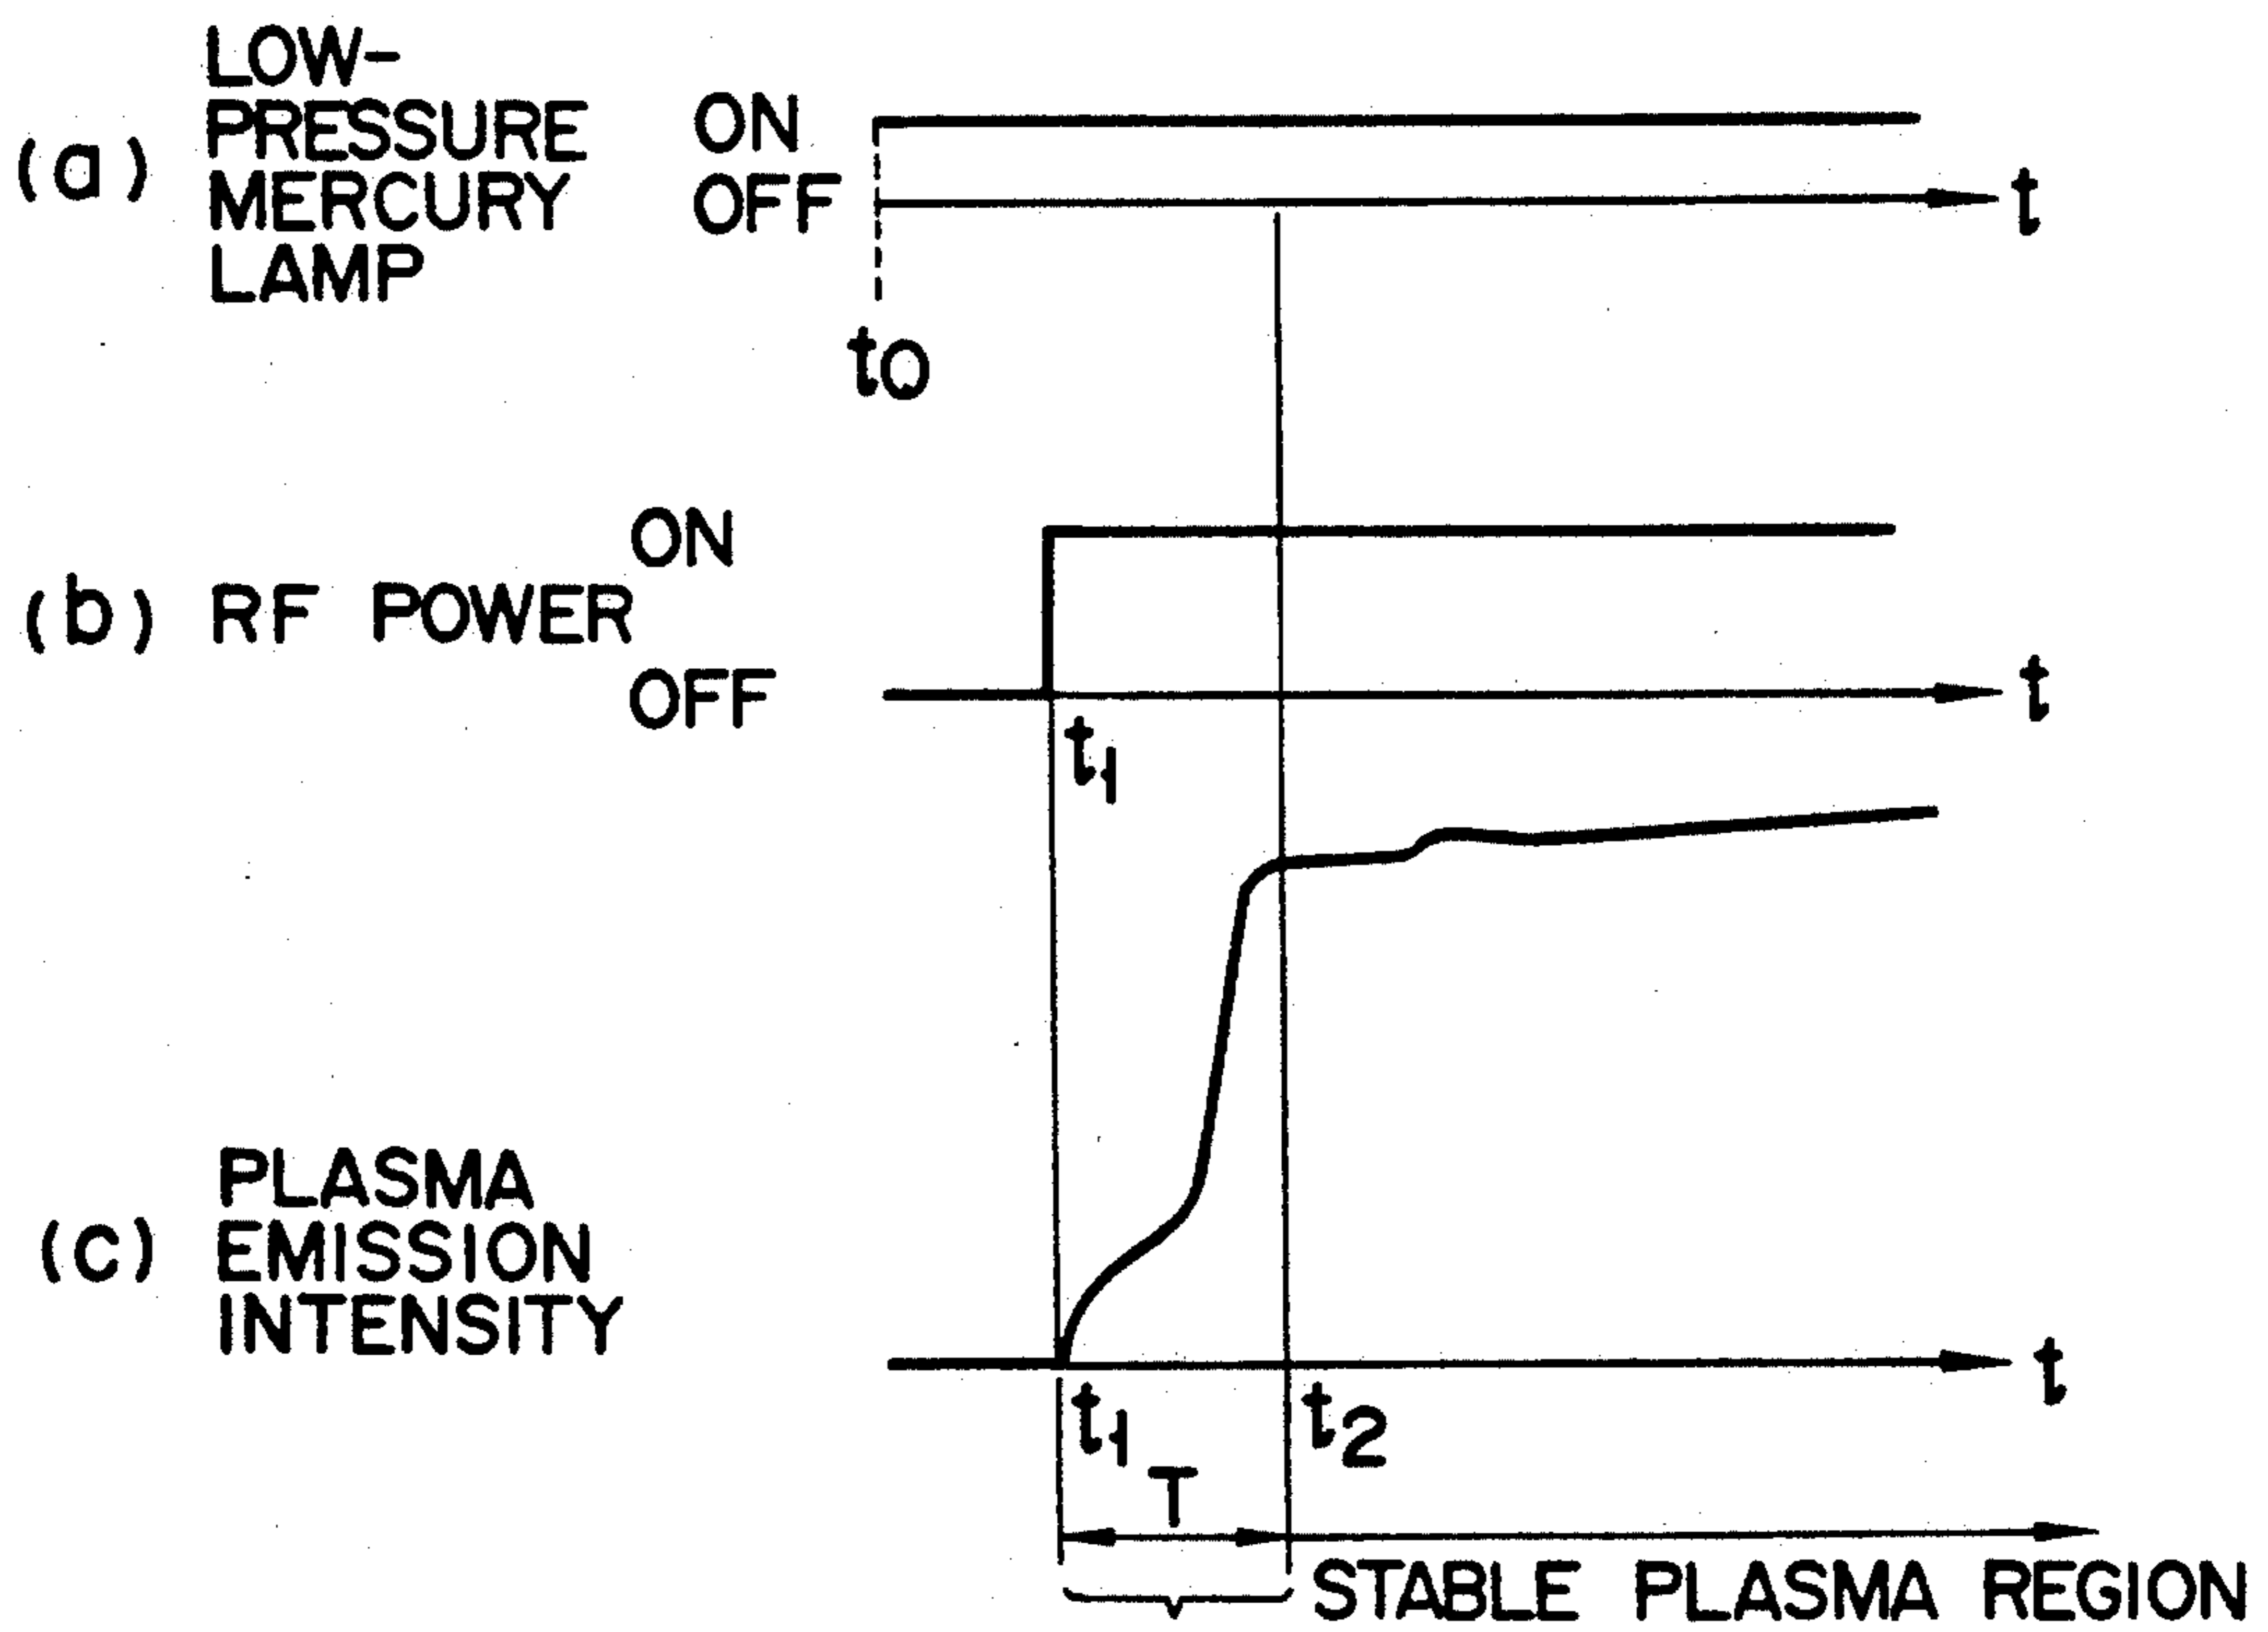 (a) LOW-
PRESSURE
MERCURY
LAMP
ON
OFF
t
to
(b) RF POWER
ON
OFF
t
t1
(c) PLASMA
EMISSION
INTENSITY
t
t1
t2
T
STABLE PLASMA REGION